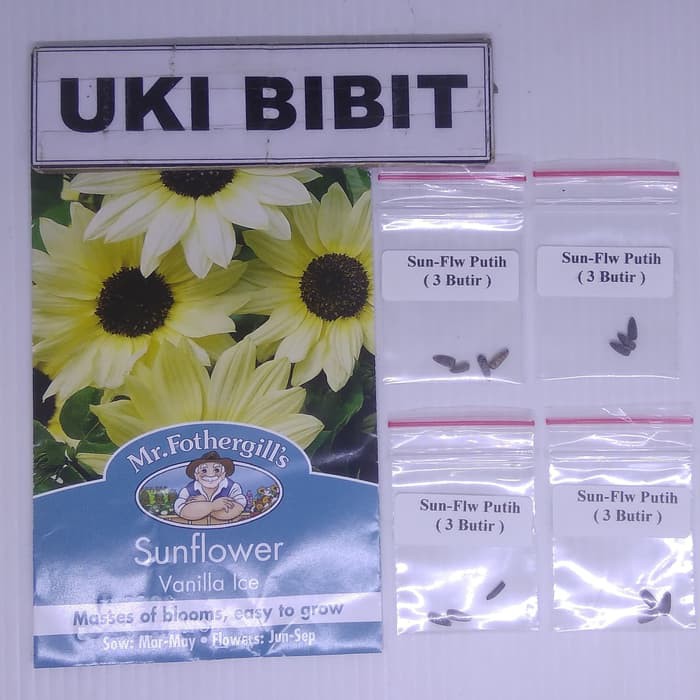 UKI BIBIT
Mr. Fothergill's
Sunflower
Vanilla Ice
Masses of blooms, easy to grow
Sow: Mar-May • Flowers: Jun-Sep
Sun-Flw Putih
( 3 Butir )
Sun-Flw Putih
( 3 Butir )
Sun-Flw Putih
( 3 Butir )
Sun-Flw Putih
( 3 Butir )